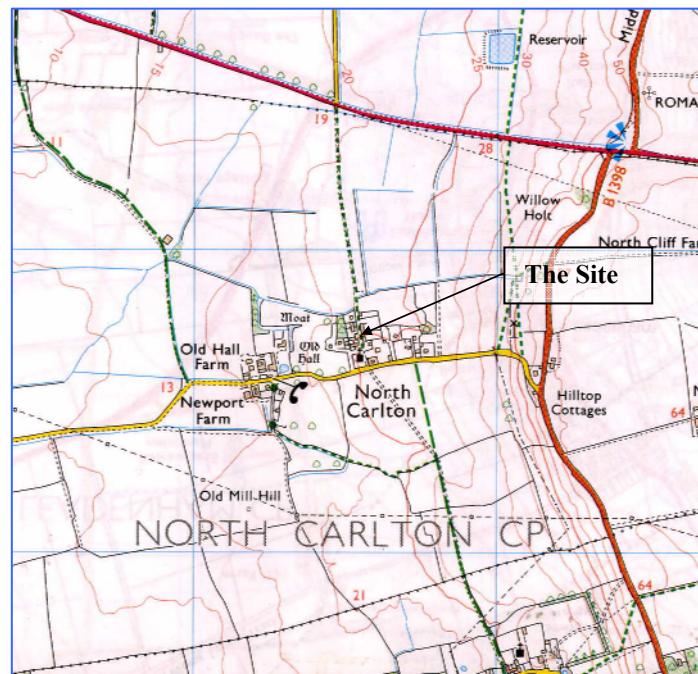 10
15
20
Reservoir
25
30
40
50
Midd
ROMA
11
19
28
B 1398
Willow
Holt
North Cliff Far
The Site
Moat
Old
Hall
Old Hall
Farm
13
Newport
Farm
North
Carlton
Hilltop
Cottages
64
Old Mill Hill
NORTH CARLTON CP
21
64